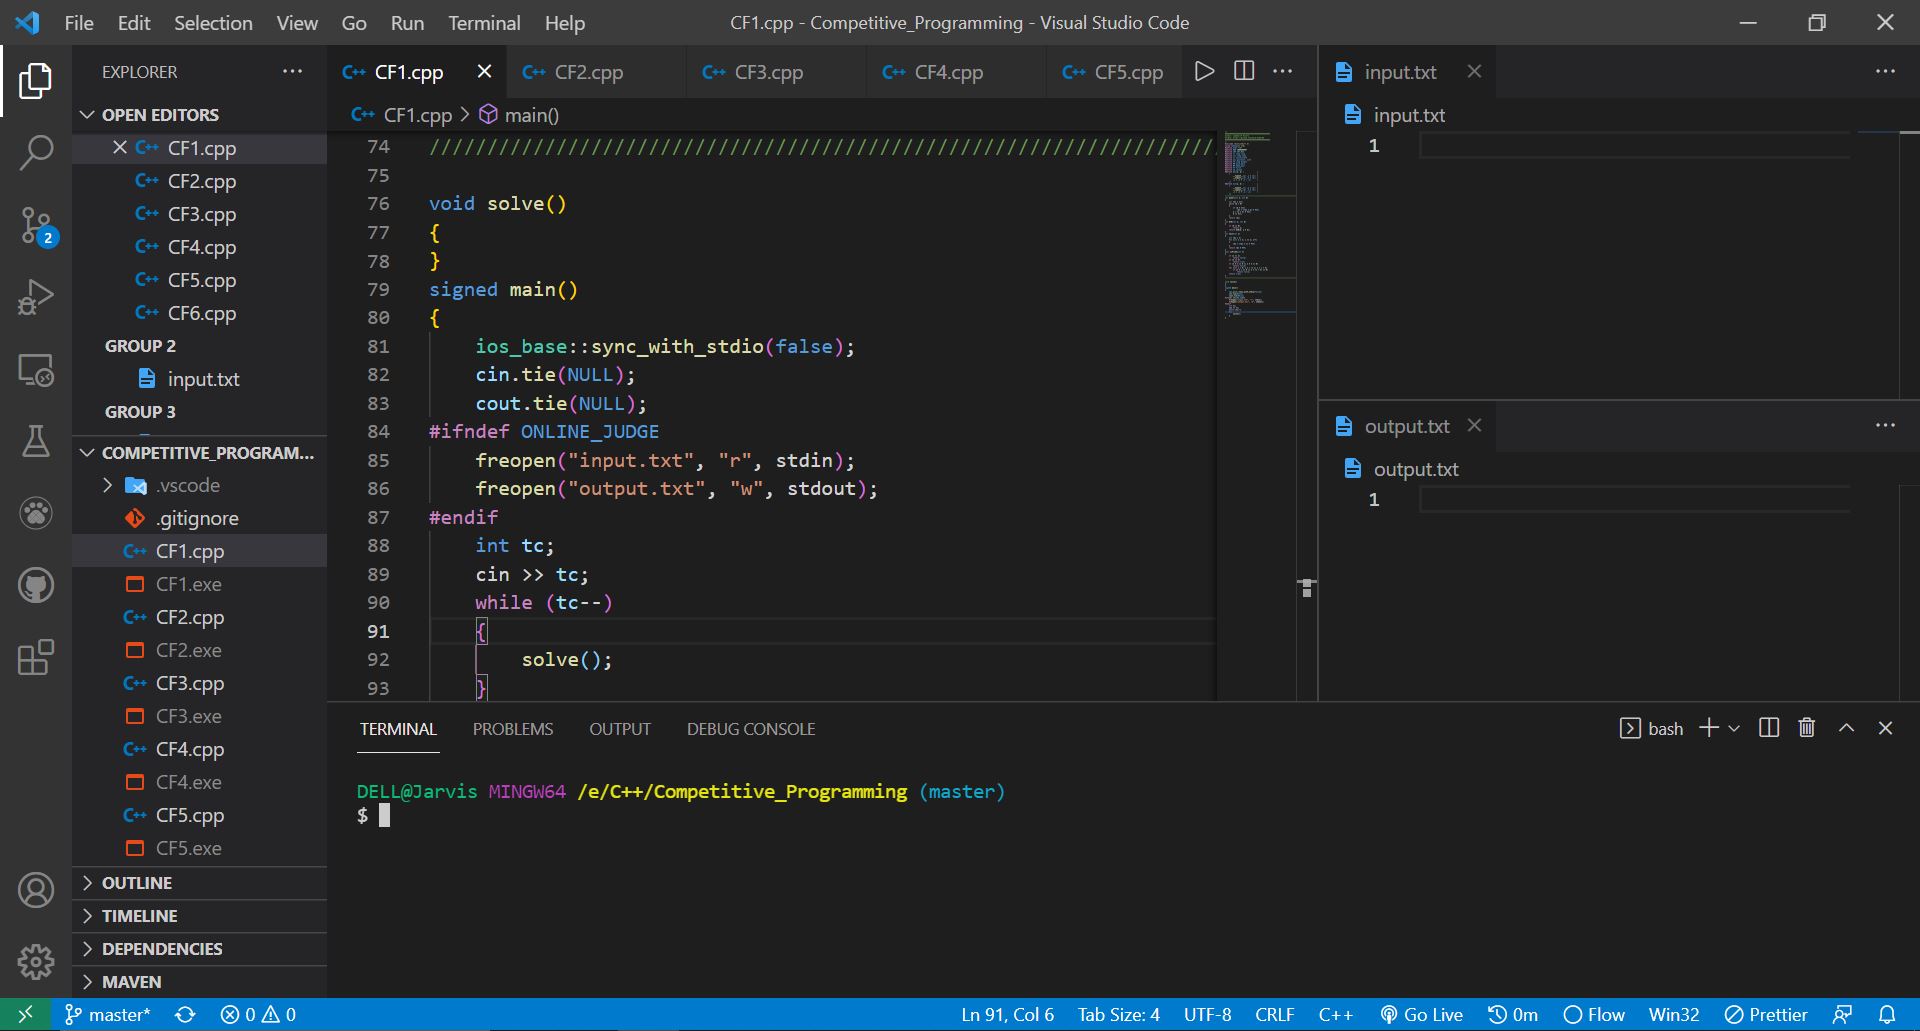 File Edit Selection View Go Run Terminal Help
CF1.cpp - Competitive_Programming - Visual Studio Code
EXPLORER
OPEN EDITORS
C++ CF1.cpp
C++ CF2.cpp
C++ CF3.cpp
C++ CF4.cpp
C++ CF5.cpp
C++ CF6.cpp
GROUP 2
input.txt
GROUP 3
COMPETITIVE_PROGRAM...
.vscode
.gitignore
C++ CF1.cpp
CF1.exe
C++ CF2.cpp
CF2.exe
C++ CF3.cpp
CF3.exe
C++ CF4.cpp
CF4.exe
C++ CF5.cpp
CF5.exe
OUTLINE
TIMELINE
DEPENDENCIES
MAVEN
2
C++ CF1.cpp C++ CF2.cpp C++ CF3.cpp C++ CF4.cpp C++ CF5.cpp
C++ CF1.cpp > main()
74 ////////////////////////////////////////////////////////////////////
75
76 void solve()
77 {
78 }
79 signed main()
80 {
81 ios_base::sync_with_stdio(false);
82 cin.tie(NULL);
83 cout.tie(NULL);
84 #ifndef ONLINE_JUDGE
85 freopen("input.txt", "r", stdin);
86 freopen("output.txt", "w", stdout);
87 #endif
88 int tc;
89 cin >> tc;
90 while (tc--)
91 {
92 solve();
93 }
input.txt
input.txt
1
output.txt
output.txt
1
TERMINAL PROBLEMS OUTPUT DEBUG CONSOLE
bash
DELL@Jarvis MINGW64 /e/C++/Competitive_Programming (master)
$
master* 0 0
Ln 91, Col 6 Tab Size: 4 UTF-8 CRLF C++ Go Live 0m Flow Win32 Prettier